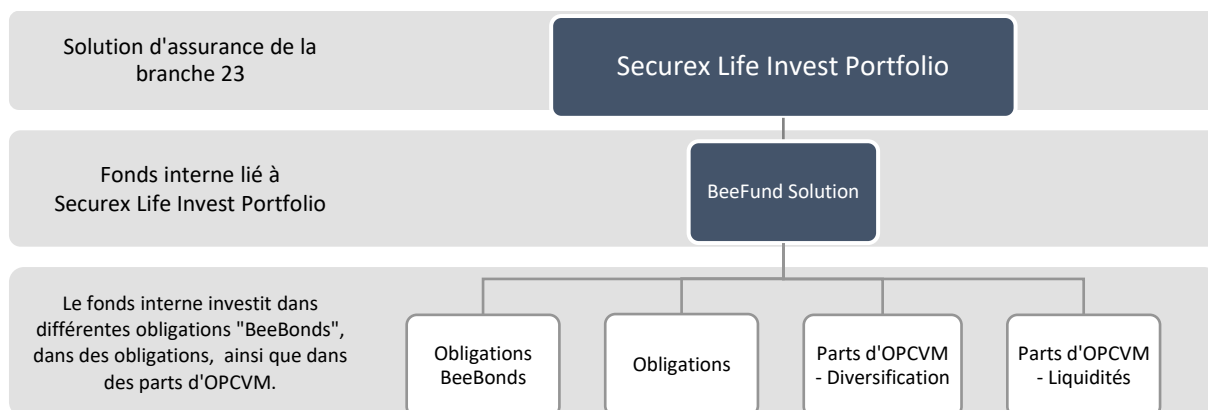 Solution d'assurance de la
branche 23
Securex Life Invest Portfolio
Fonds interne lié à
Securex Life Invest Portfolio
BeeFund Solution
Le fonds interne investit dans
différentes obligations "BeeBonds",
dans des obligations, ainsi que dans
des parts d'OPCVM.
Obligations
BeeBonds
Obligations
Parts d'OPCVM
- Diversification
Parts d'OPCVM
- Liquidités